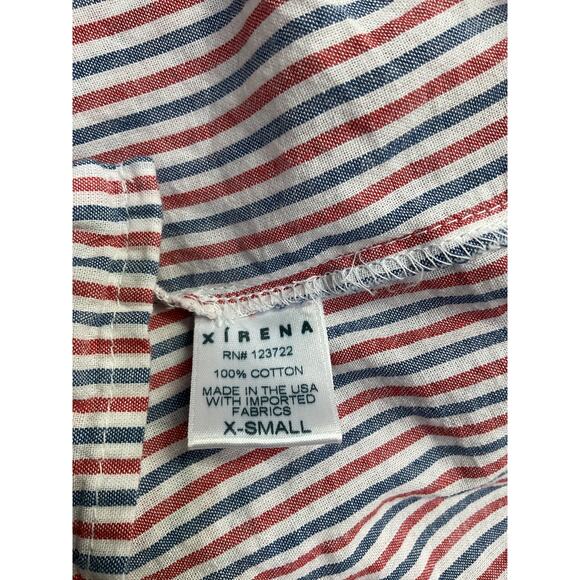 XÍRENA
RN# 123722
100% COTTON
MADE IN THE USA
WITH IMPORTED
FABRICS
X-SMALL